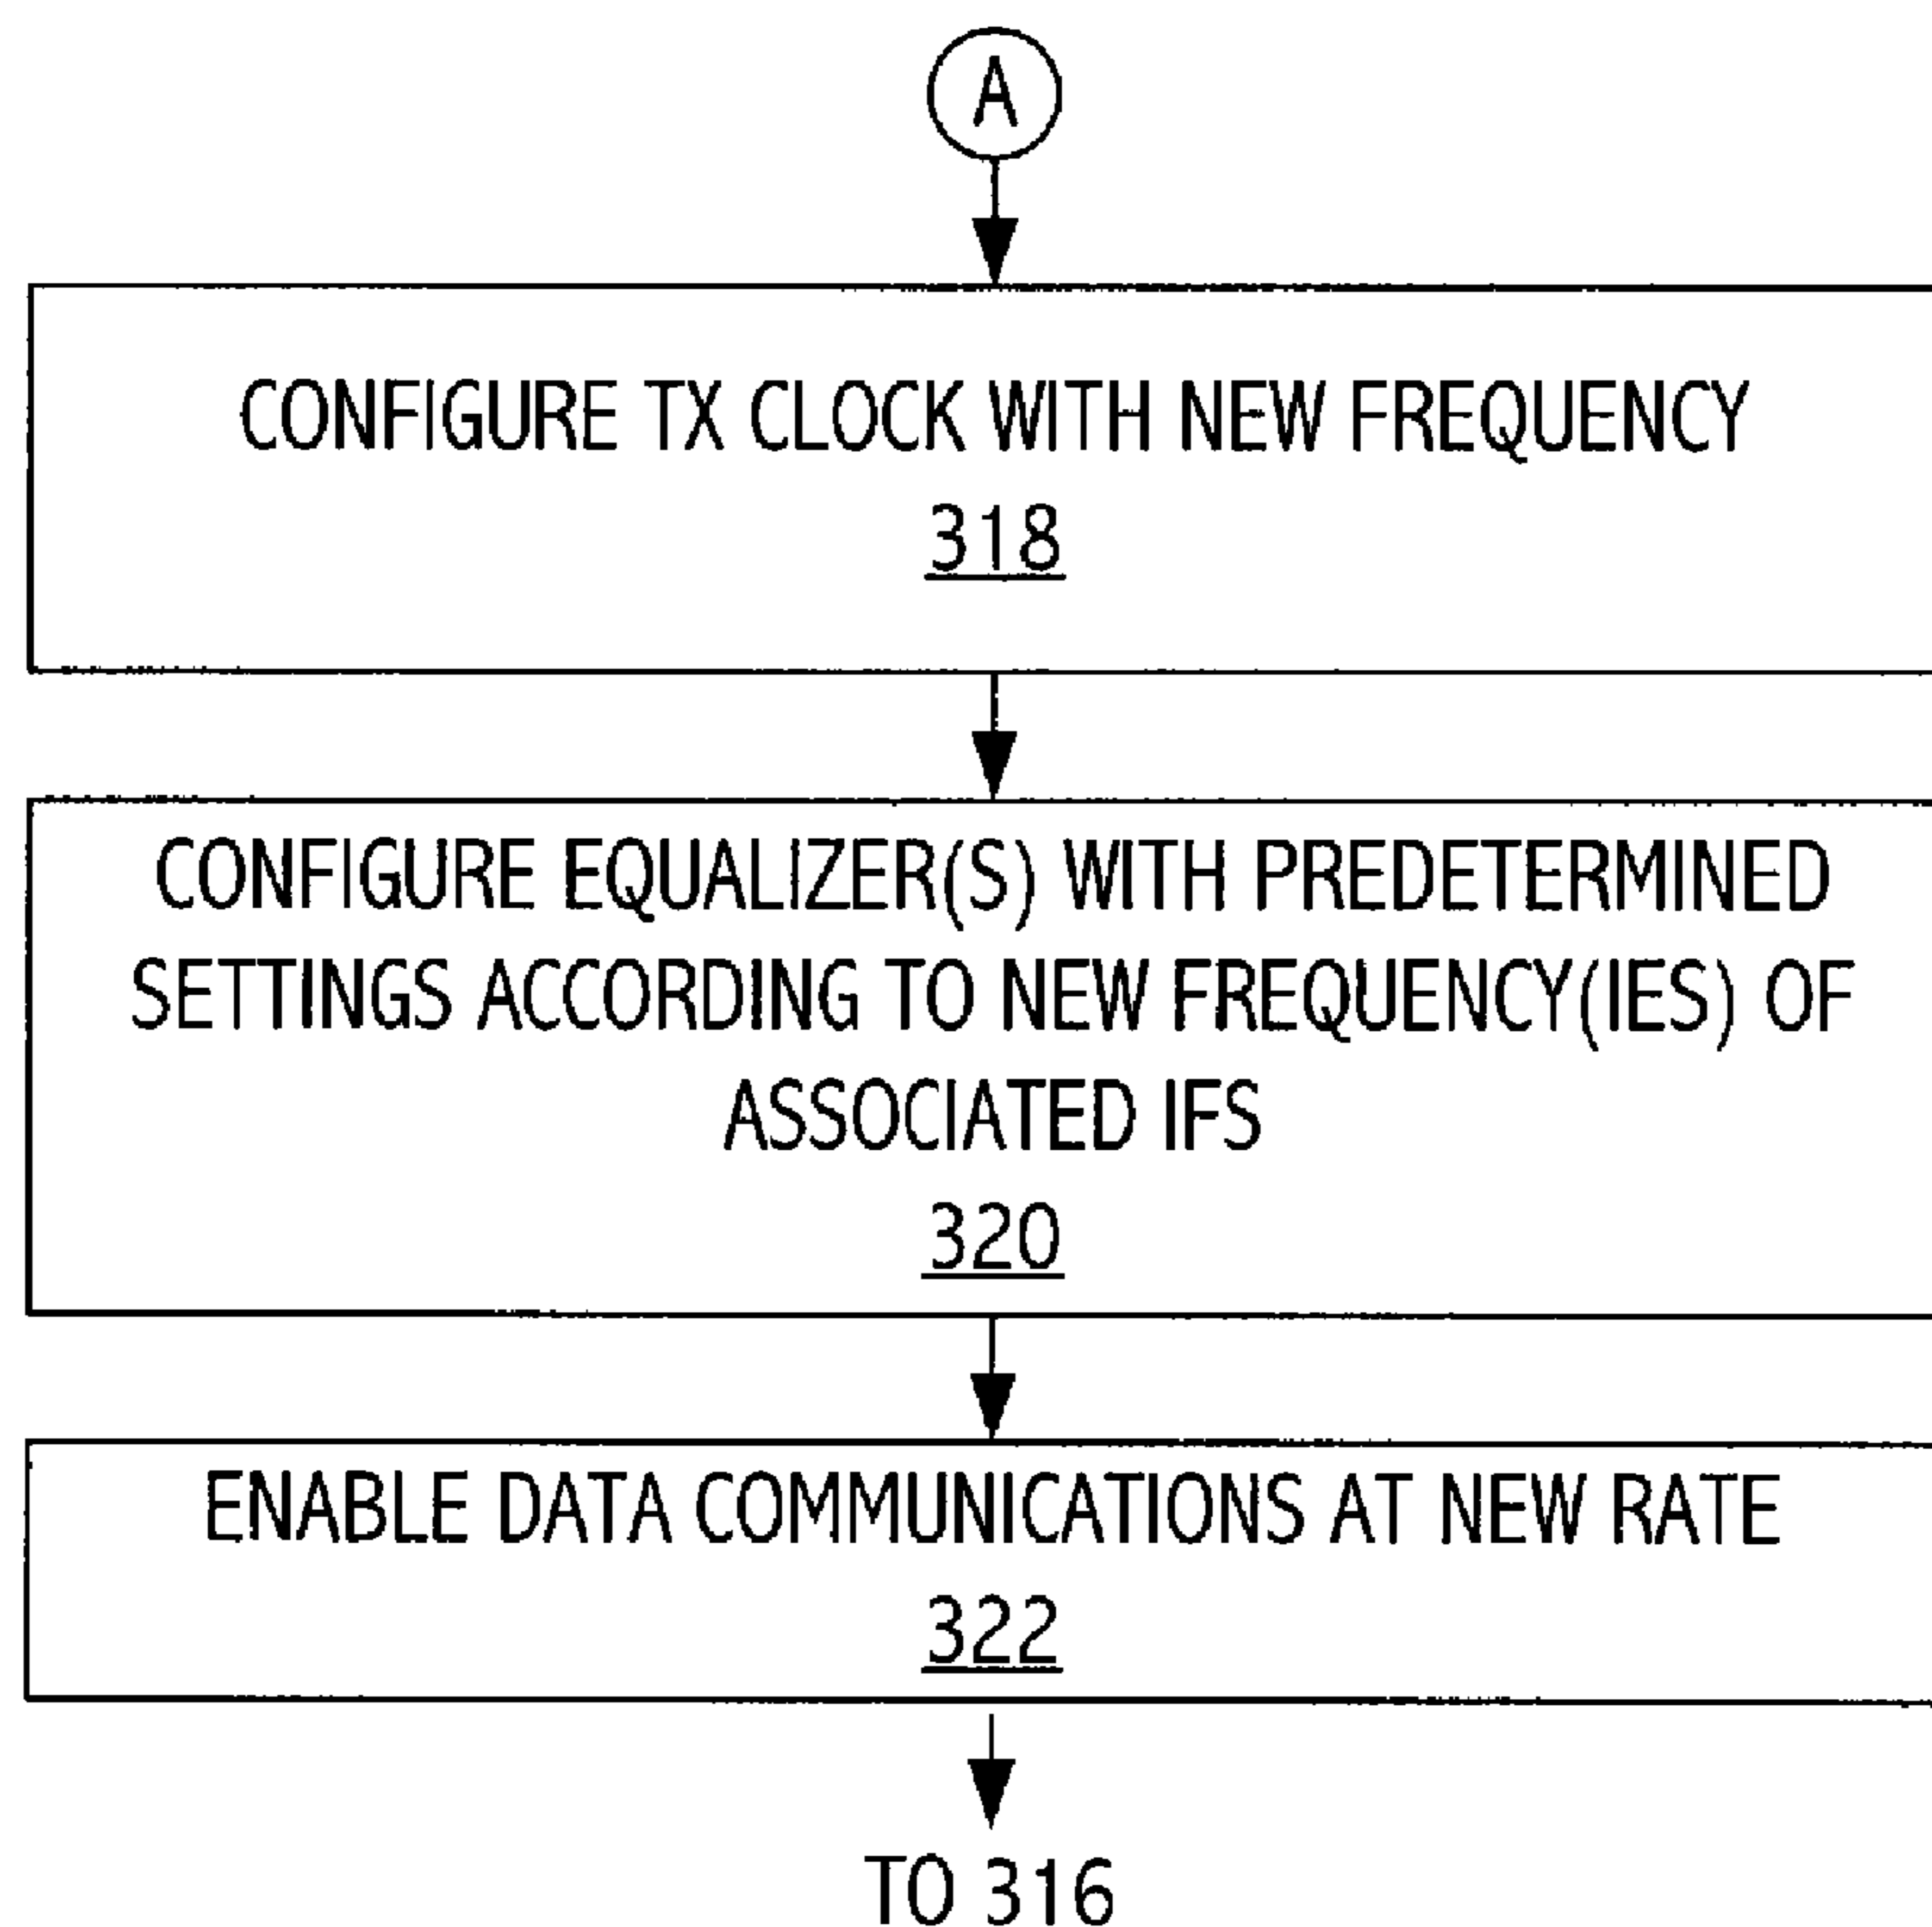 A
CONFIGURE TX CLOCK WITH NEW FREQUENCY
318
CONFIGURE EQUALIZER(S) WITH PREDETERMINED
SETTINGS ACCORDING TO NEW FREQUENCY(IES) OF
ASSOCIATED IFS
320
ENABLE DATA COMMUNICATIONS AT NEW RATE
322
TO 316